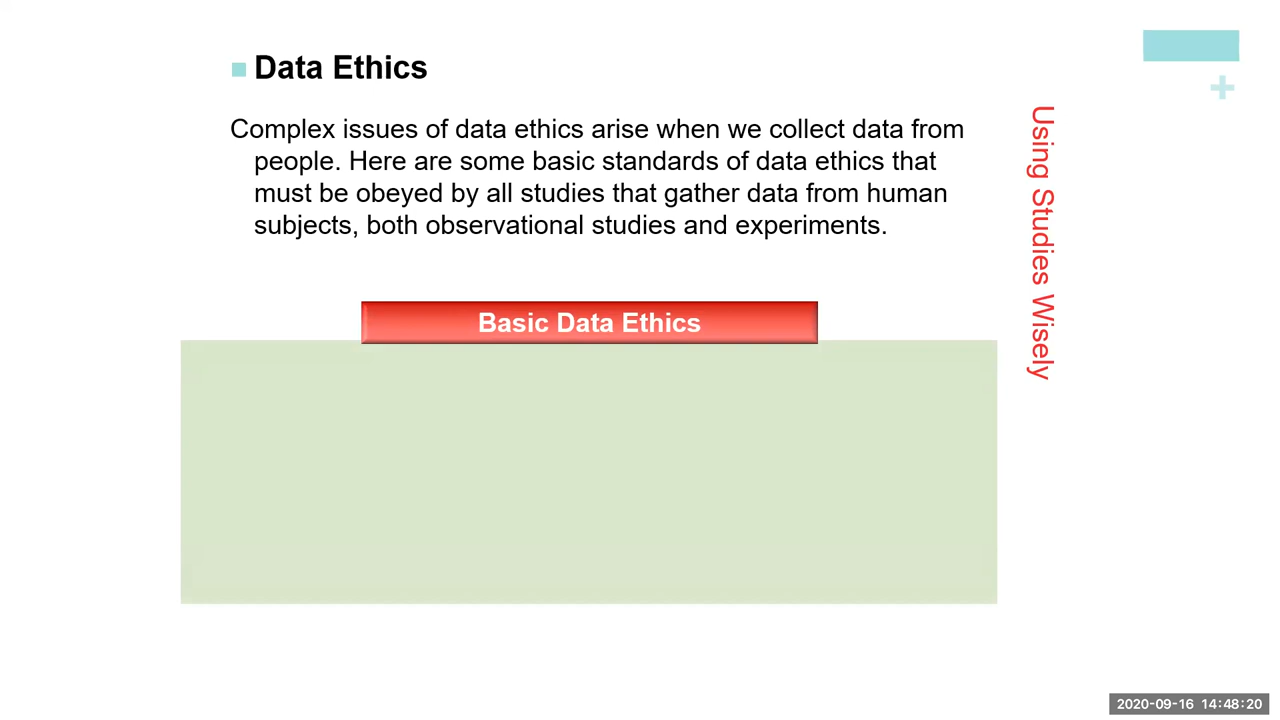 Data Ethics
Complex issues of data ethics arise when we collect data from
people. Here are some basic standards of data ethics that
must be obeyed by all studies that gather data from human
subjects, both observational studies and experiments.
Basic Data Ethics
+
Using Studies Wisely
2020-09-16 14:48:20